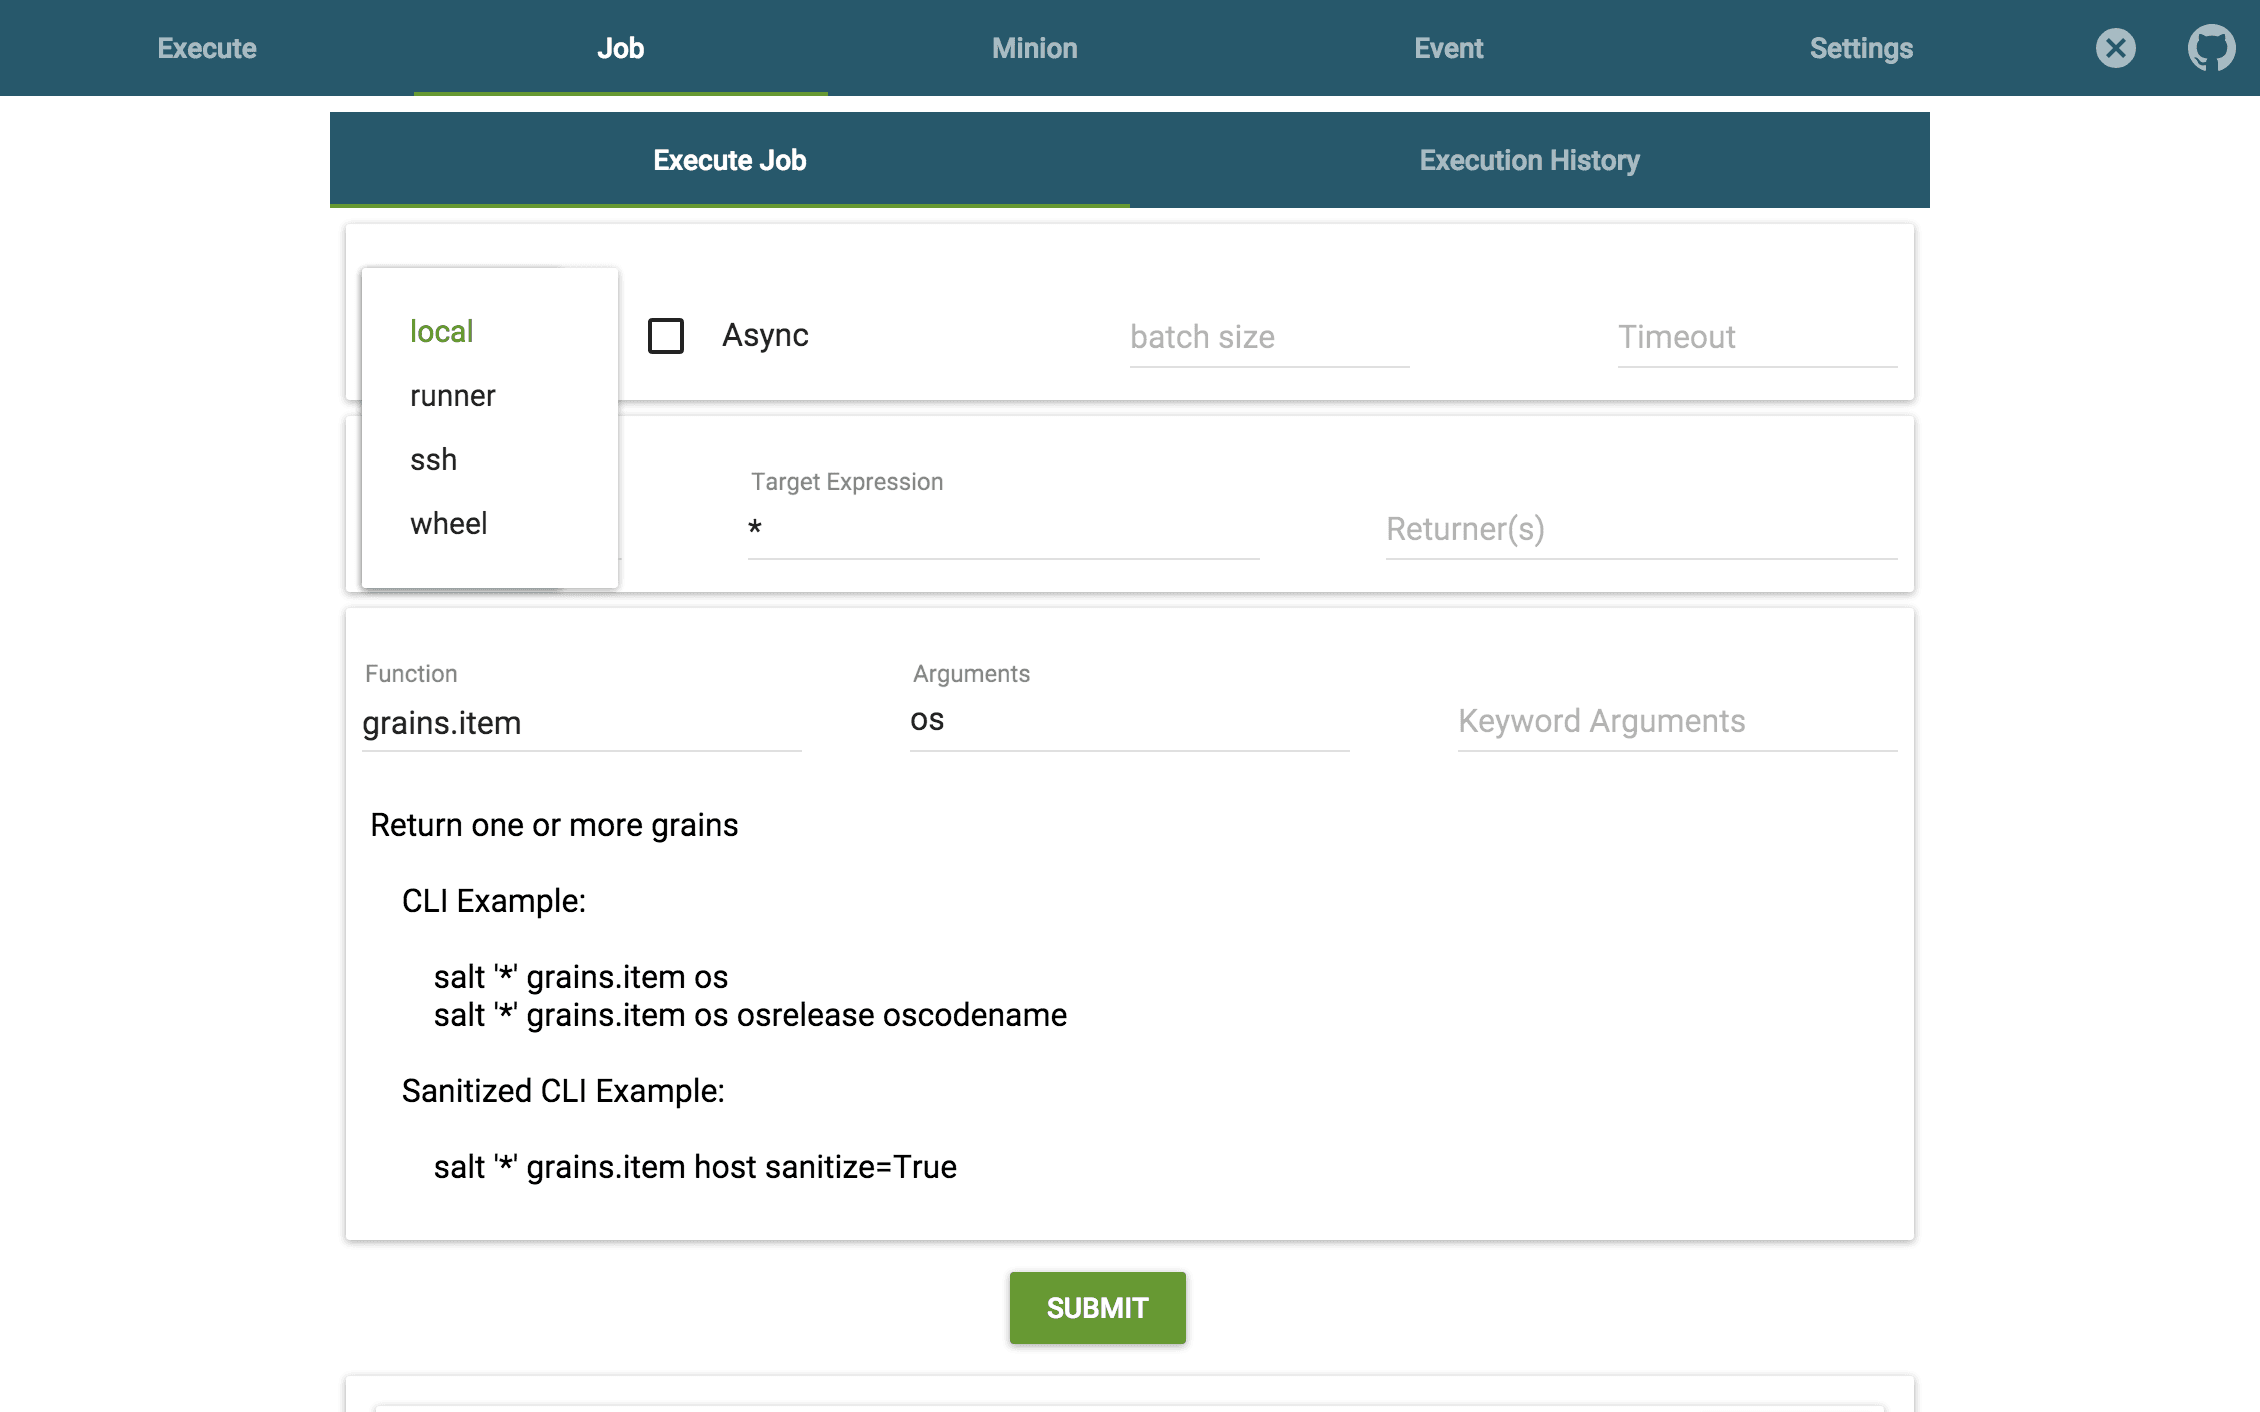 Execute Job Minion Event Settings
Execute Job Execution History
local
runner
ssh
wheel
Async batch size Timeout
Target Expression
* Returner(s)
Function Arguments
grains.item os Keyword Arguments
Return one or more grains
CLI Example:
salt '*' grains.item os
salt '*' grains.item os osrelease oscodename
Sanitized CLI Example:
salt '*' grains.item host sanitize=True
SUBMIT